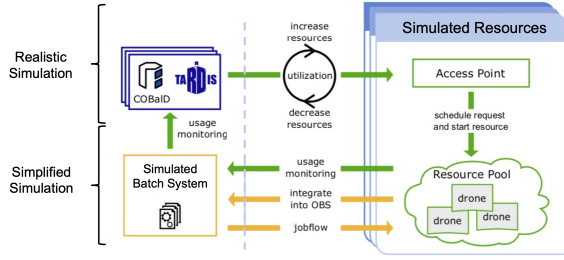 Realistic
Simulation
Simplified
Simulation
COBalD
TARDIS
usage
monitoring
Simulated
Batch System
increase
resources
utilization
decrease
resources
usage
monitoring
integrate
into OBS
jobflow
Simulated Resources
Access Point
schedule request
and start resource
Resource Pool
drone
drone
drone